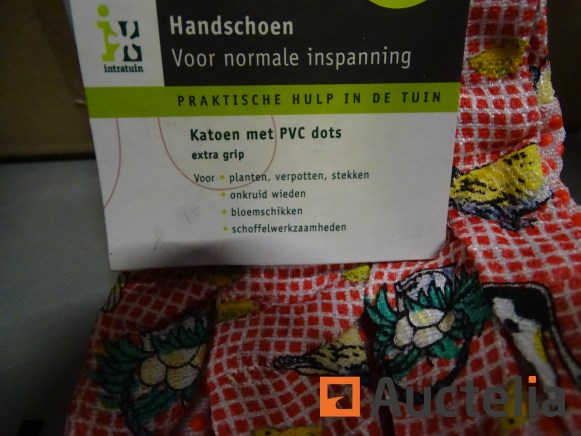 intratuin
Handschoen
Voor normale inspanning
PRAKTISCHE HULP IN DE TUIN
Katoen met PVC dots
extra grip
Voor • planten, verpotten, stekken
• onkruid wieden
• bloemschikken
• schoffelwerkzaamheden
Auctelia